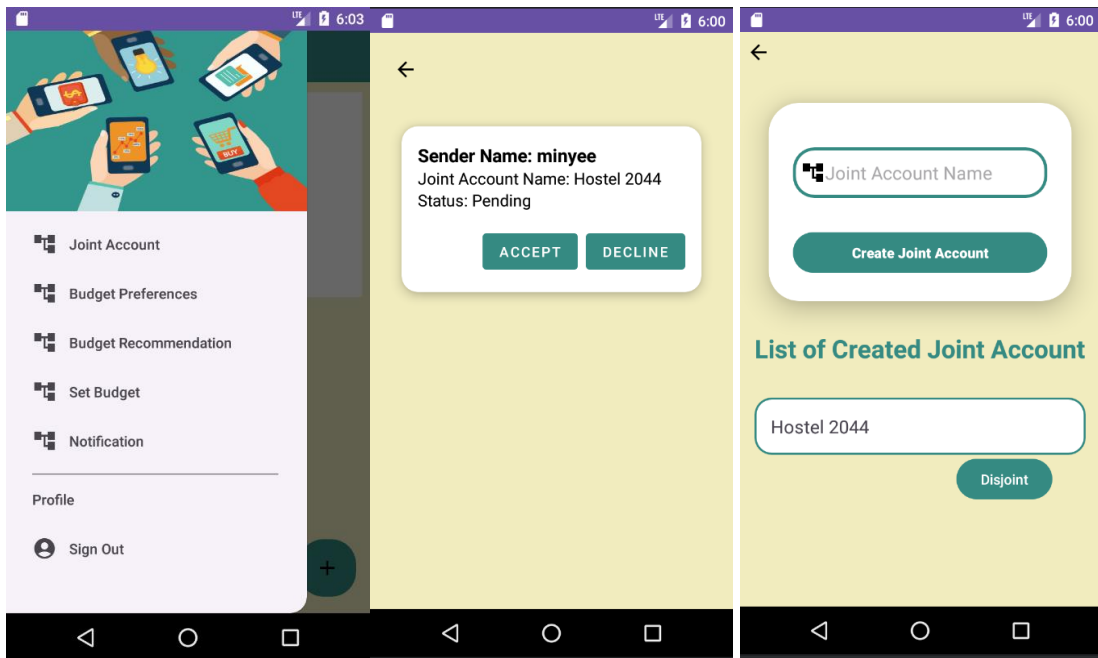 LTE 6:03
BUY
Joint Account
Budget Preferences
Budget Recommendation
Set Budget
Notification
Profile
Sign Out
LTE 6:00
Sender Name: minyee
Joint Account Name: Hostel 2044
Status: Pending
ACCEPT DECLINE
LTE 6:00
Joint Account Name
Create Joint Account
List of Created Joint Account
Hostel 2044
Disjoint